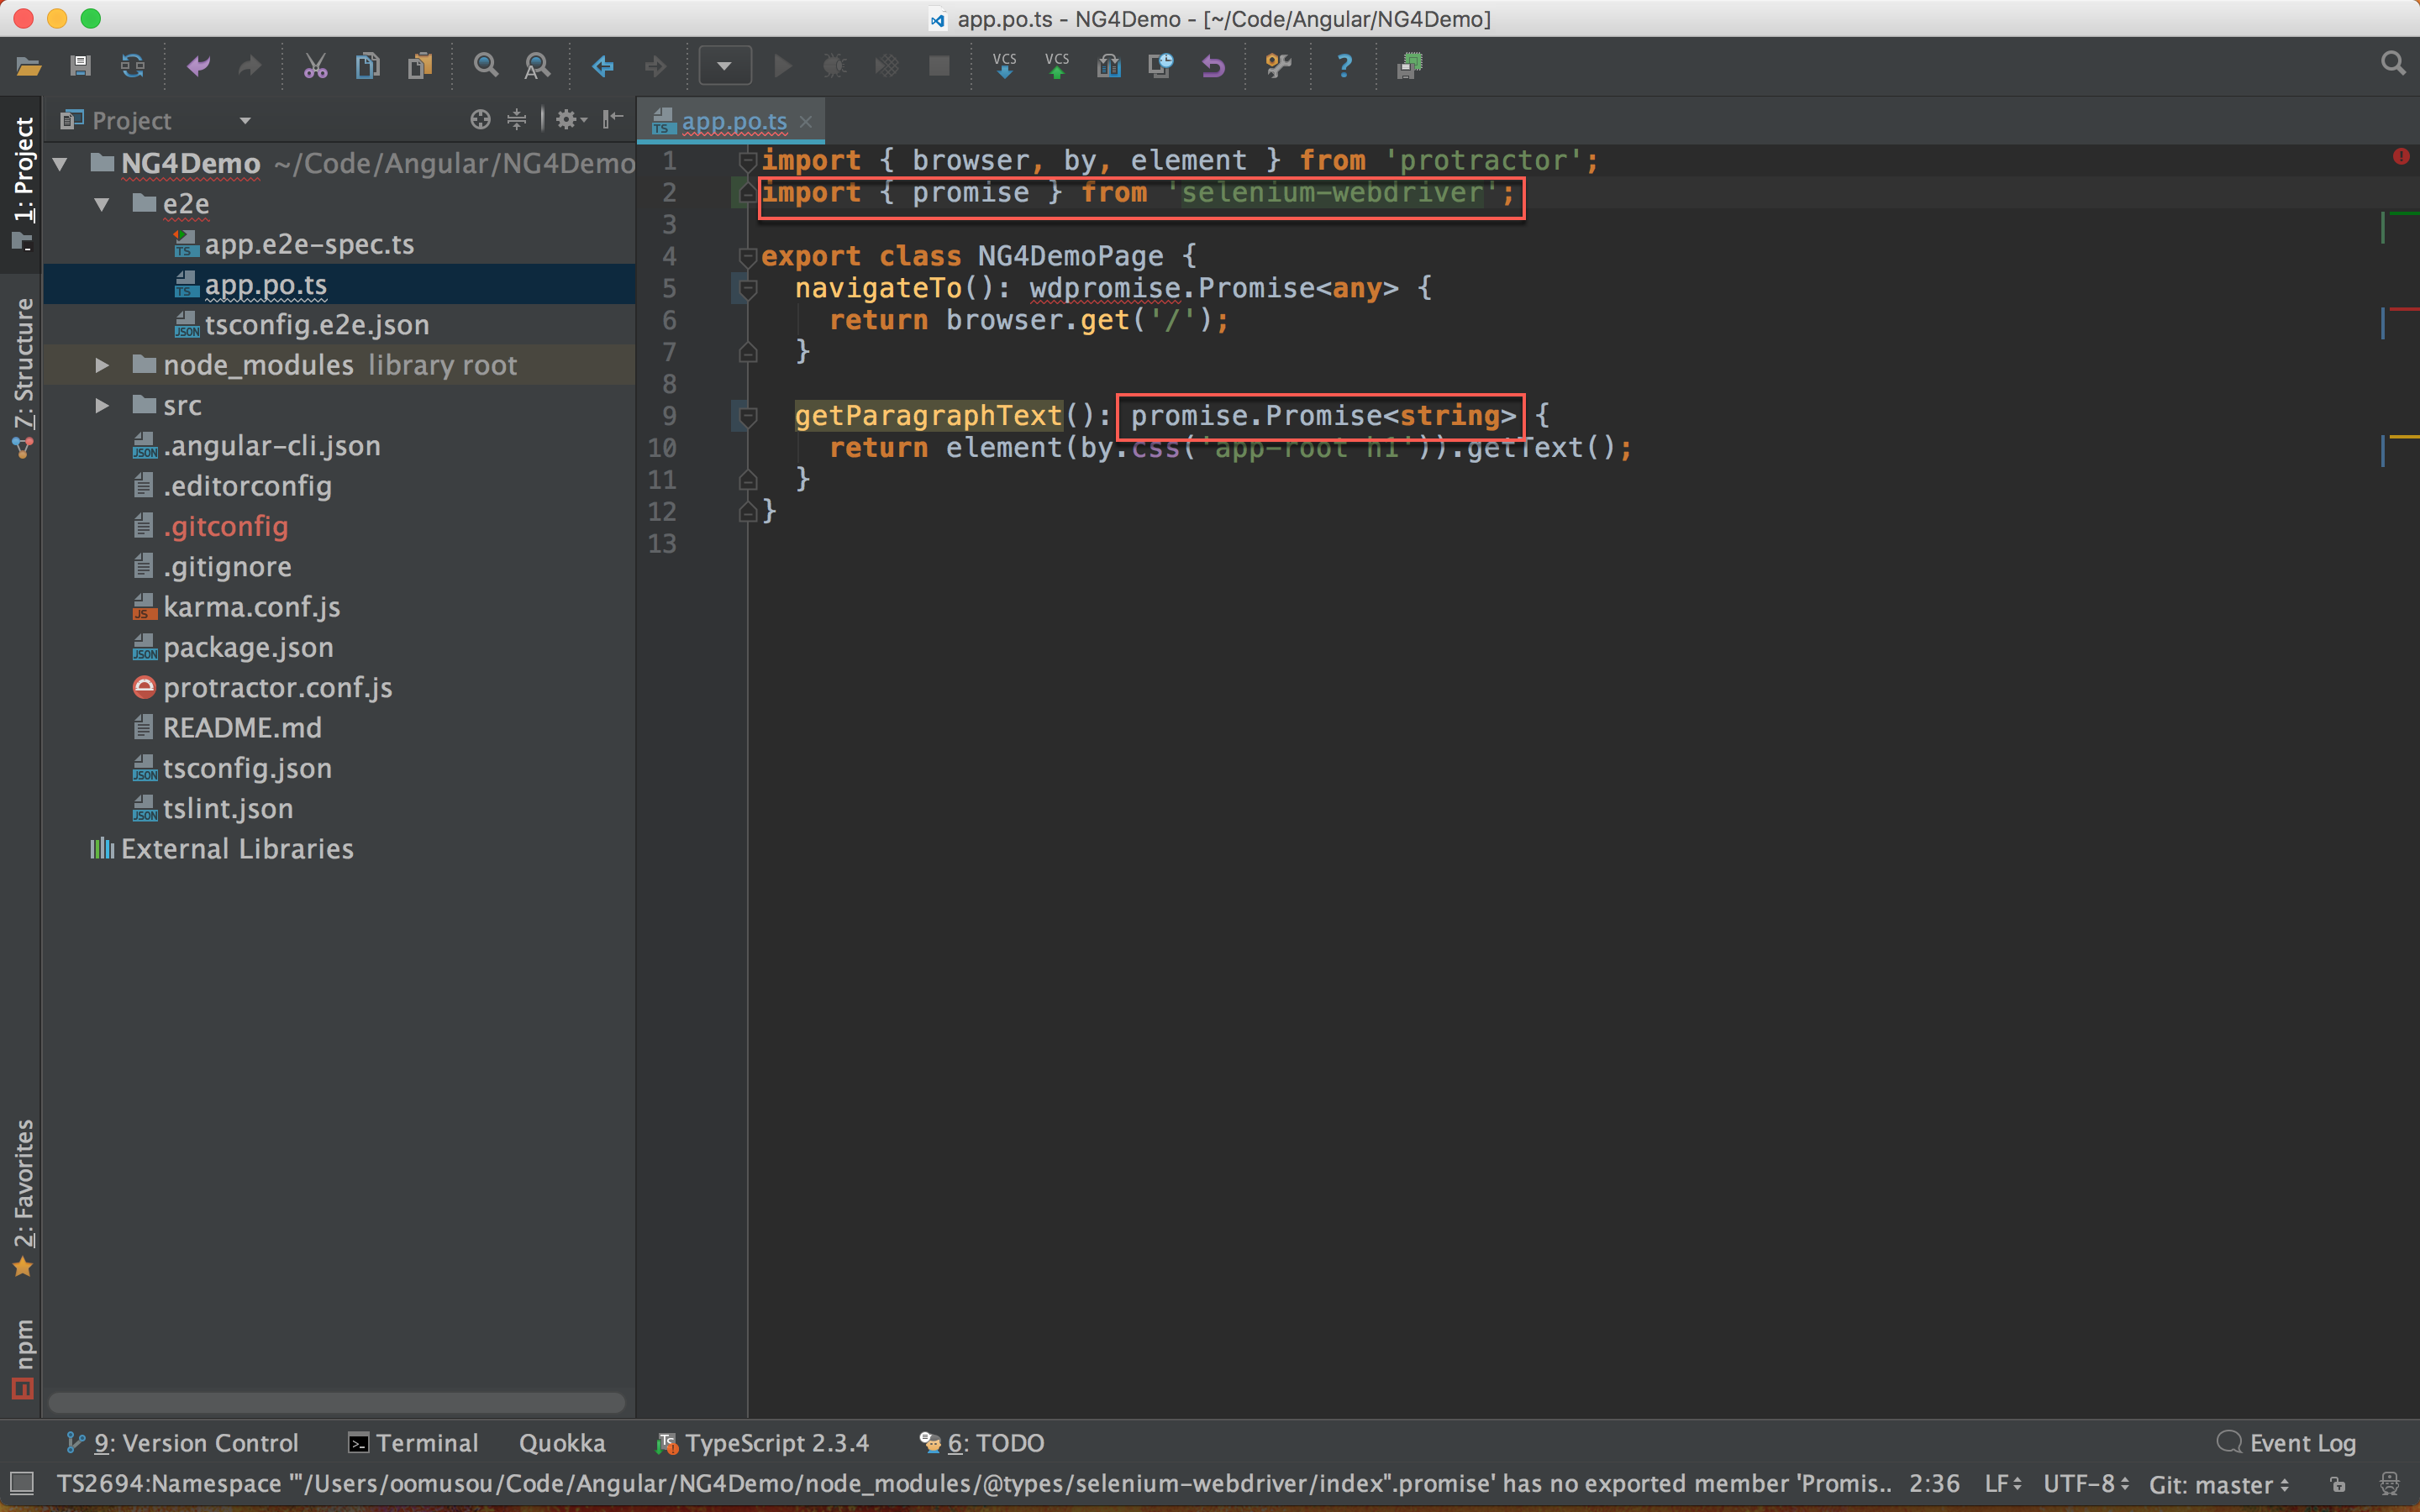 app.po.ts - NG4Demo - [~/Code/Angular/NG4Demo]
VCS VCS
Project
app.po.ts
1: Project
7: Structure
2: Favorites
npm
NG4Demo ~/Code/Angular/NG4Demo
e2e
app.e2e-spec.ts
app.po.ts
tsconfig.e2e.json
node_modules library root
src
.angular-cli.json
.editorconfig
.gitconfig
.gitignore
karma.conf.js
package.json
protractor.conf.js
README.md
tsconfig.json
tslint.json
External Libraries
1 import { browser, by, element } from 'protractor';
2 import { promise } from 'selenium-webdriver';
3
4 export class NG4DemoPage {
5 navigateTo(): wdpromise.Promise<any> {
6 return browser.get('/');
7 }
8
9 getParagraphText(): promise.Promise<string> {
10 return element(by.css('app-root h1')).getText();
11 }
12 }
13
9: Version Control Terminal Quokka TypeScript 2.3.4 6: TODO Event Log
TS2694:Namespace '"/Users/oomusou/Code/Angular/NG4Demo/node_modules/@types/selenium-webdriver/index".promise' has no exported member 'Promis.. 2:36 LF UTF-8 Git: master